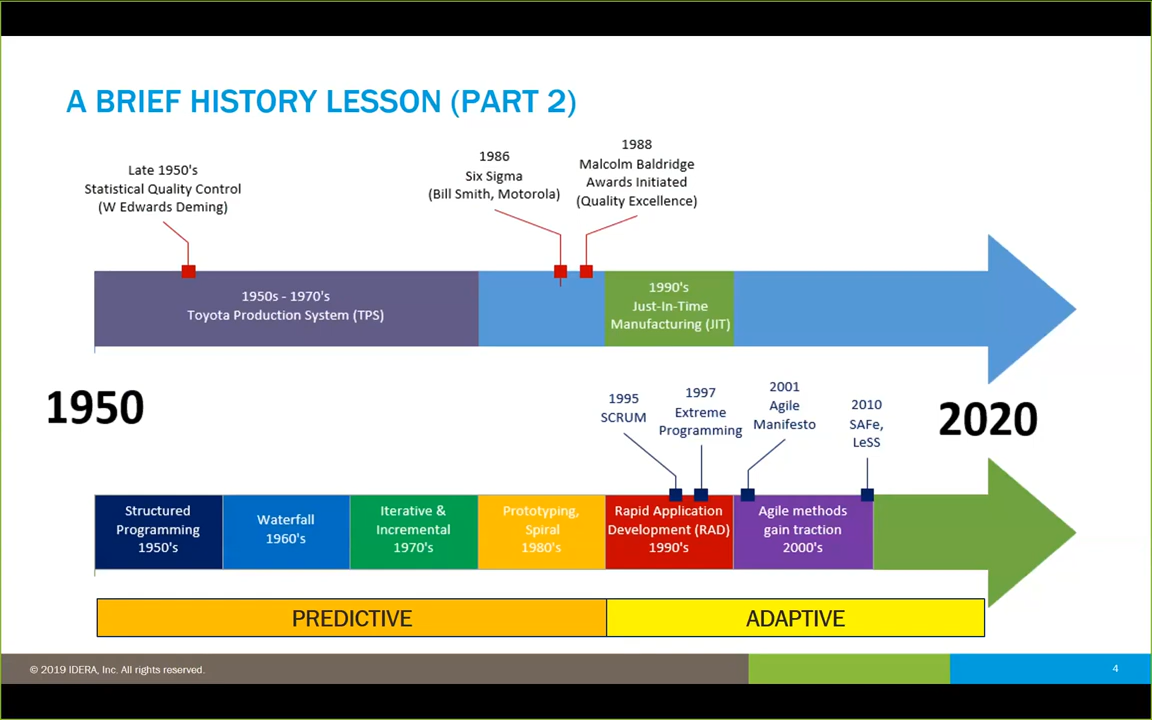 A BRIEF HISTORY LESSON (PART 2)
Late 1950's
Statistical Quality Control
(W Edwards Deming)
1986
Six Sigma
(Bill Smith, Motorola)
1988
Malcolm Baldridge
Awards Initiated
(Quality Excellence)
1950s - 1970's
Toyota Production System (TPS)
1990's
Just-In-Time
Manufacturing (JIT)
1950
2020
1995
SCRUM
1997
Extreme
Programming
2001
Agile
Manifesto
2010
SAFe,
LeSS
Structured
Programming
1950's
Waterfall
1960's
Iterative &
Incremental
1970's
Prototyping,
Spiral
1980's
Rapid Application
Development (RAD)
1990's
Agile methods
gain traction
2000's
PREDICTIVE
ADAPTIVE
© 2019 IDERA, Inc. All rights reserved.
4